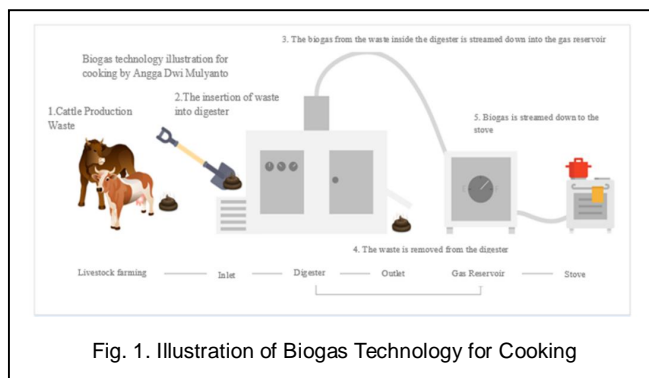 3. The biogas from the waste inside the digester is streamed down into the gas reservoir
Biogas technology illustration for
cooking by Angga Dwi Mulyanto
1.Cattle Production
Waste
2.The insertion of waste
into digester
5. Biogas is streamed down to the
stove
4. The waste is removed from the digester
Livestock farming
Inlet
Digester
Outlet
Gas Reservoir
Stove
Fig. 1. Illustration of Biogas Technology for Cooking